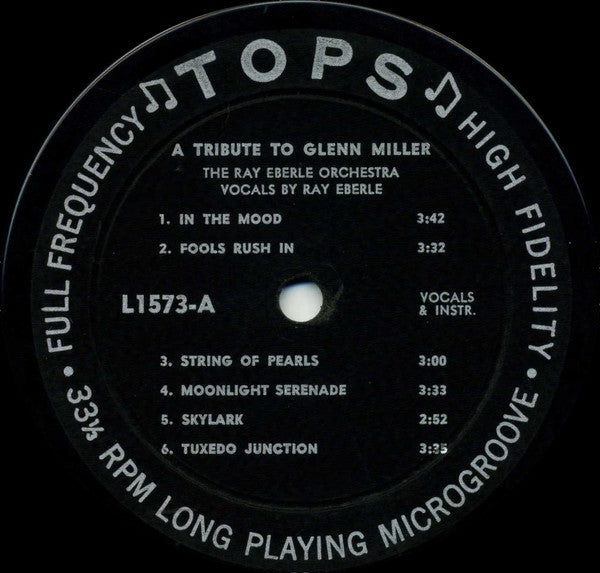 TOPS
FULL FREQUENCY
HIGH FIDELITY
A TRIBUTE TO GLENN MILLER
THE RAY EBERLE ORCHESTRA
VOCALS BY RAY EBERLE
1. IN THE MOOD 3:42
2. FOOLS RUSH IN 3:32
L1573-A
VOCALS
& INSTR.
3. STRING OF PEARLS 3:00
4. MOONLIGHT SERENADE 3:33
5. SKYLARK 2:52
6. TUXEDO JUNCTION 3:25
• 33⅓ RPM LONG PLAYING MICROGROOVE •